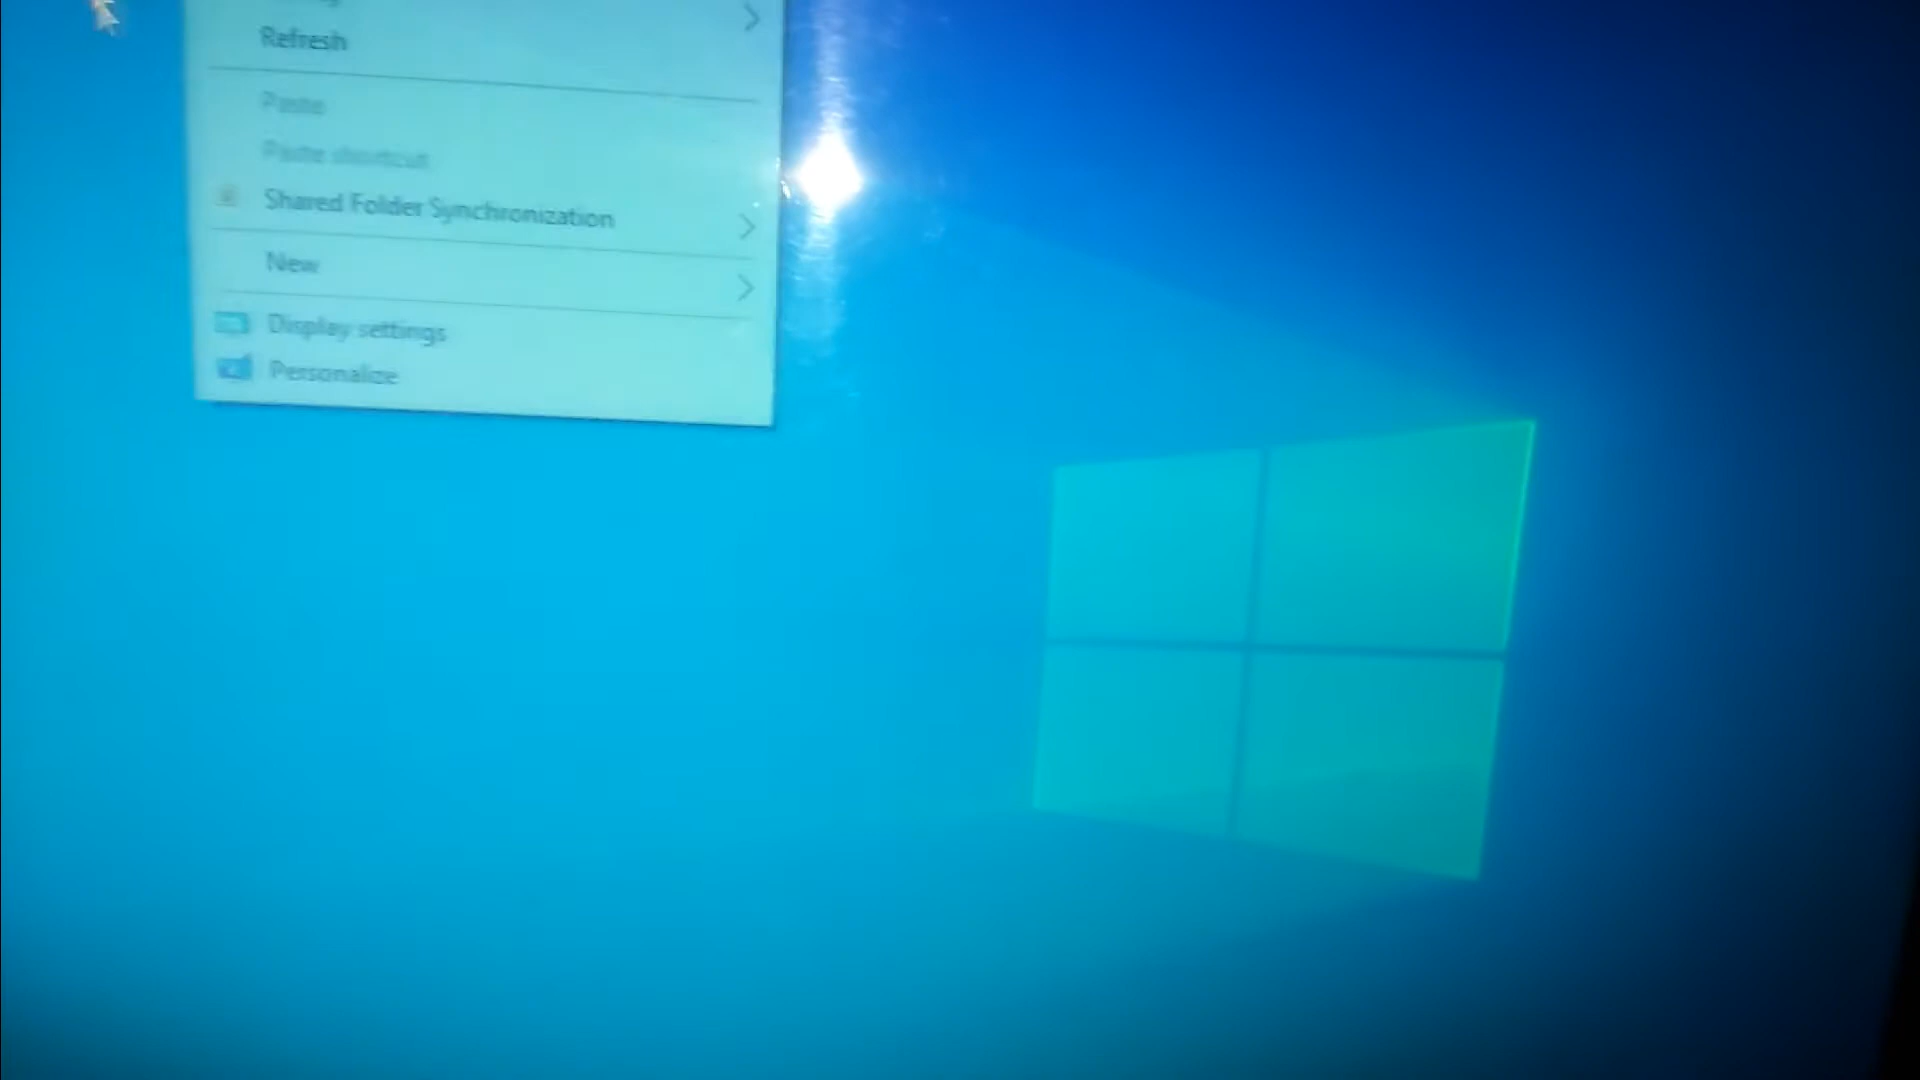 Refresh
Paste
Paste shortcut
Shared Folder Synchronization
New
Display settings
Personalize